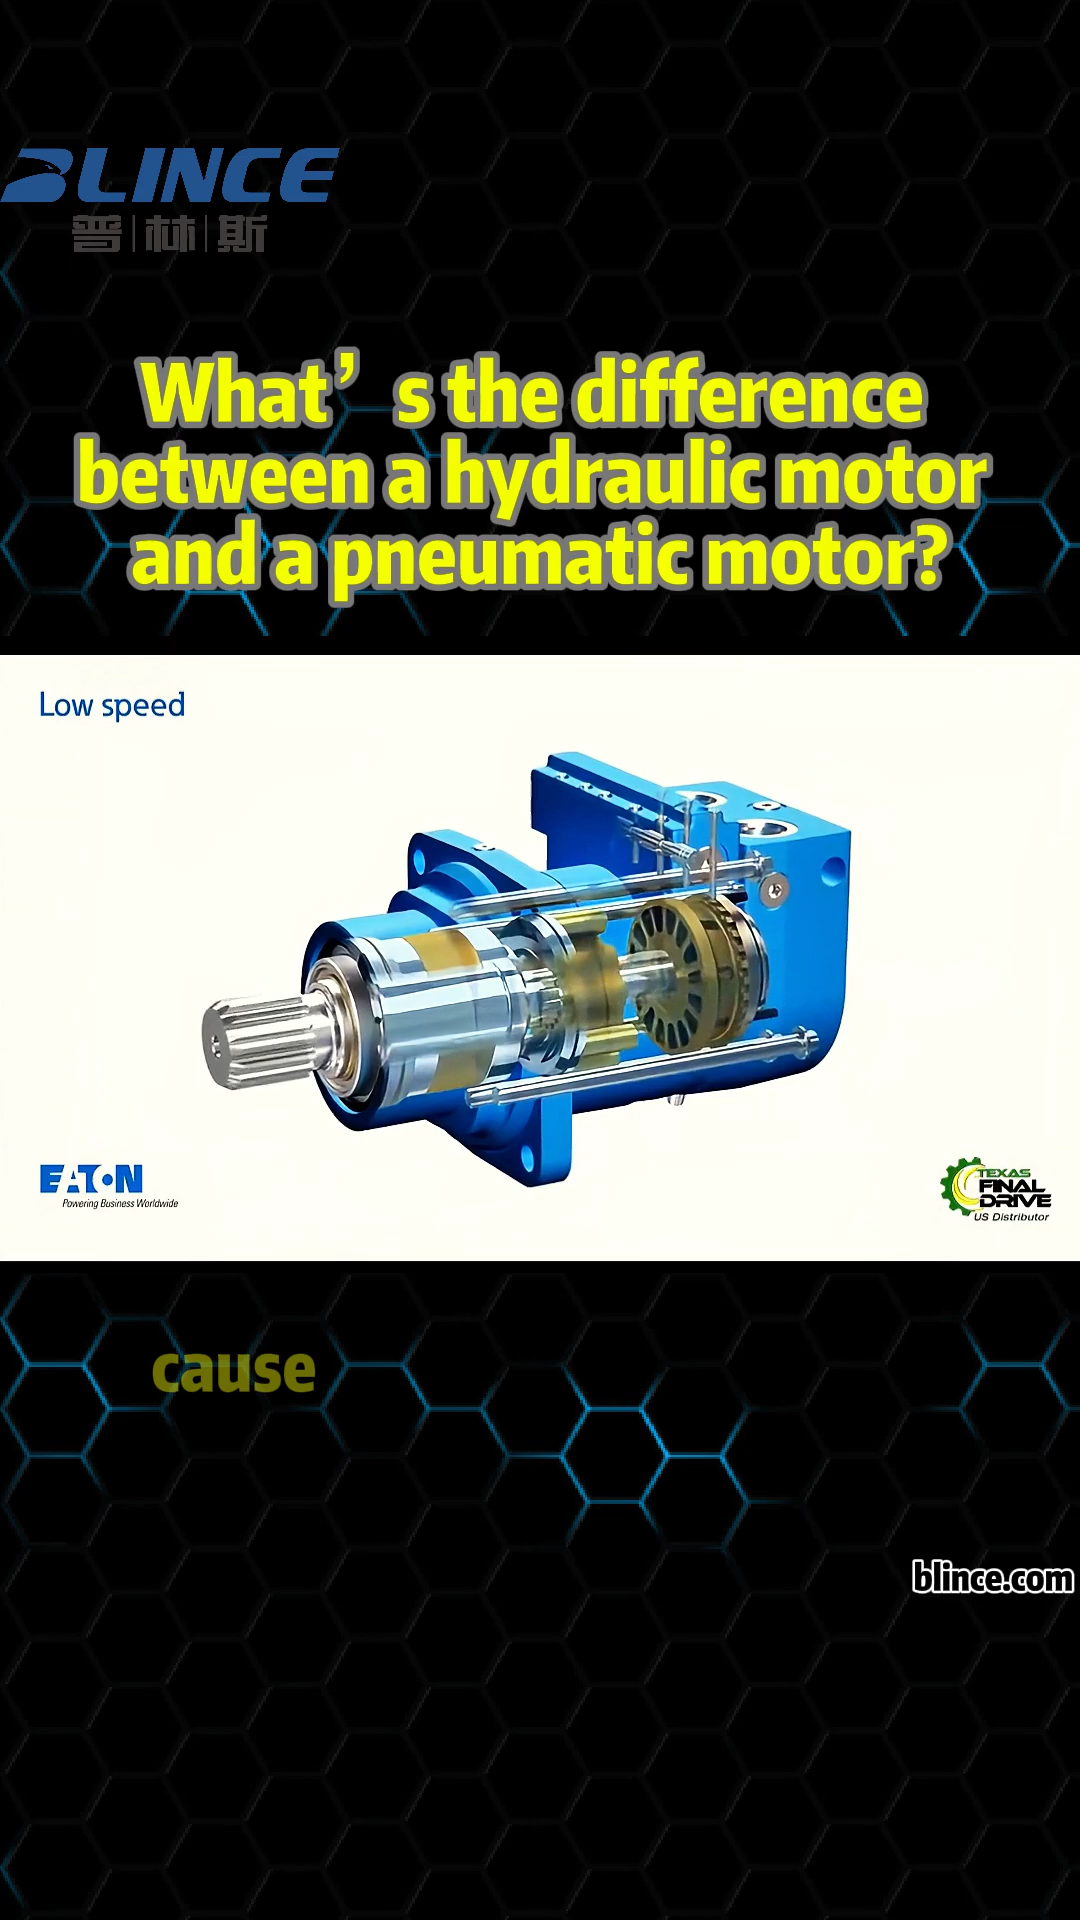 BLINCE
普|林|斯
What’s the difference
between a hydraulic motor
and a pneumatic motor?
Low speed
EATON
Powering Business Worldwide
TEXAS
FINAL
DRIVE
US Distributor
cause
blince.com